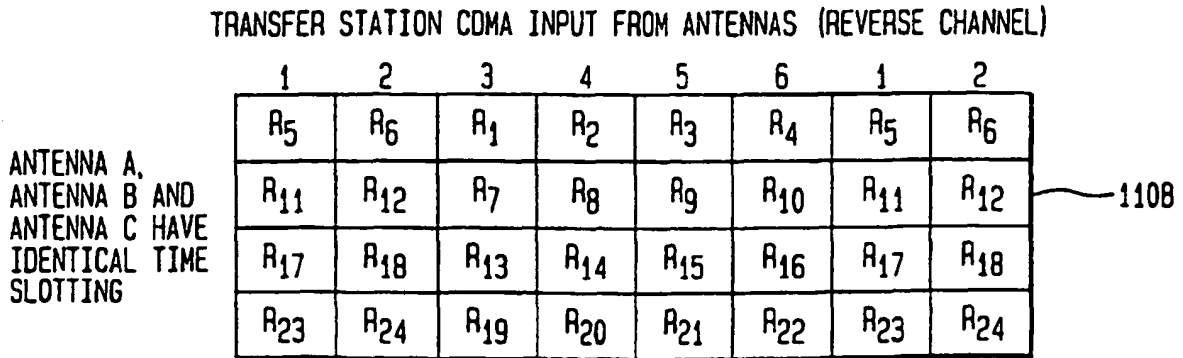 TRANSFER STATION CDMA INPUT FROM ANTENNAS (REVERSE CHANNEL)
1 2 3 4 5 6 1 2
R5 R6 R1 R2 R3 R4 R5 R6
R11 R12 R7 R8 R9 R10 R11 R12
R17 R18 R13 R14 R15 R16 R17 R18
R23 R24 R19 R20 R21 R22 R23 R24
ANTENNA A,
ANTENNA B AND
ANTENNA C HAVE
IDENTICAL TIME
SLOTTING
1108